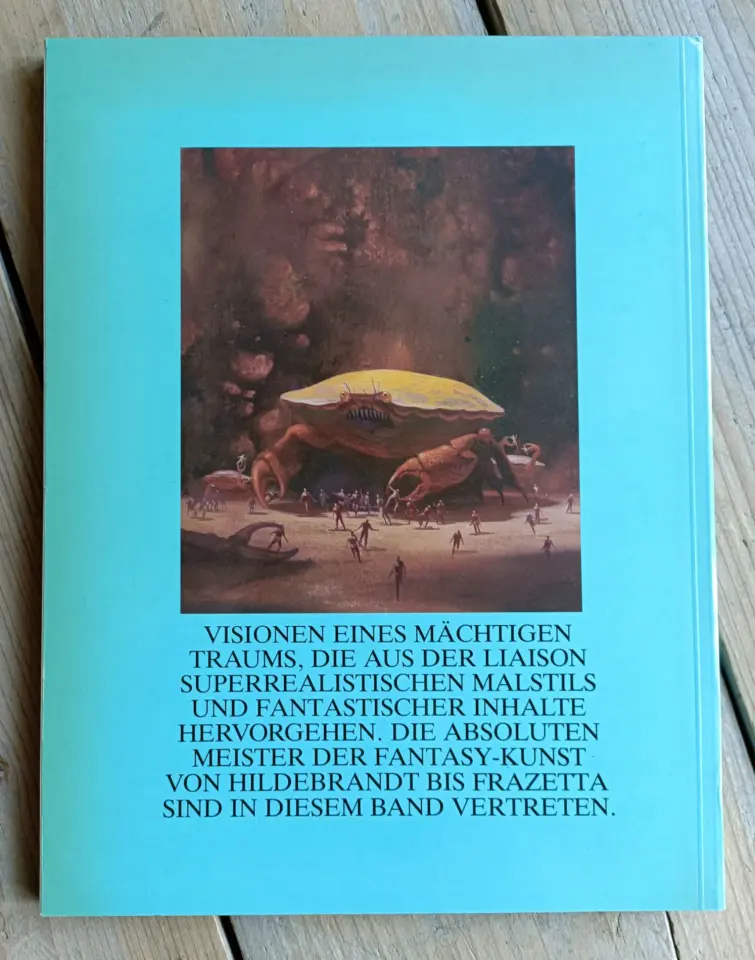 VISIONEN EINES MÄCHTIGEN
TRAUMS, DIE AUS DER LIAISON
SUPERREALISTISCHEN MALSTILS
UND FANTASTISCHER INHALTE
HERVORGEHEN. DIE ABSOLUTEN
MEISTER DER FANTASY-KUNST
VON HILDEBRANDT BIS FRAZETTA
SIND IN DIESEM BAND VERTRETEN.